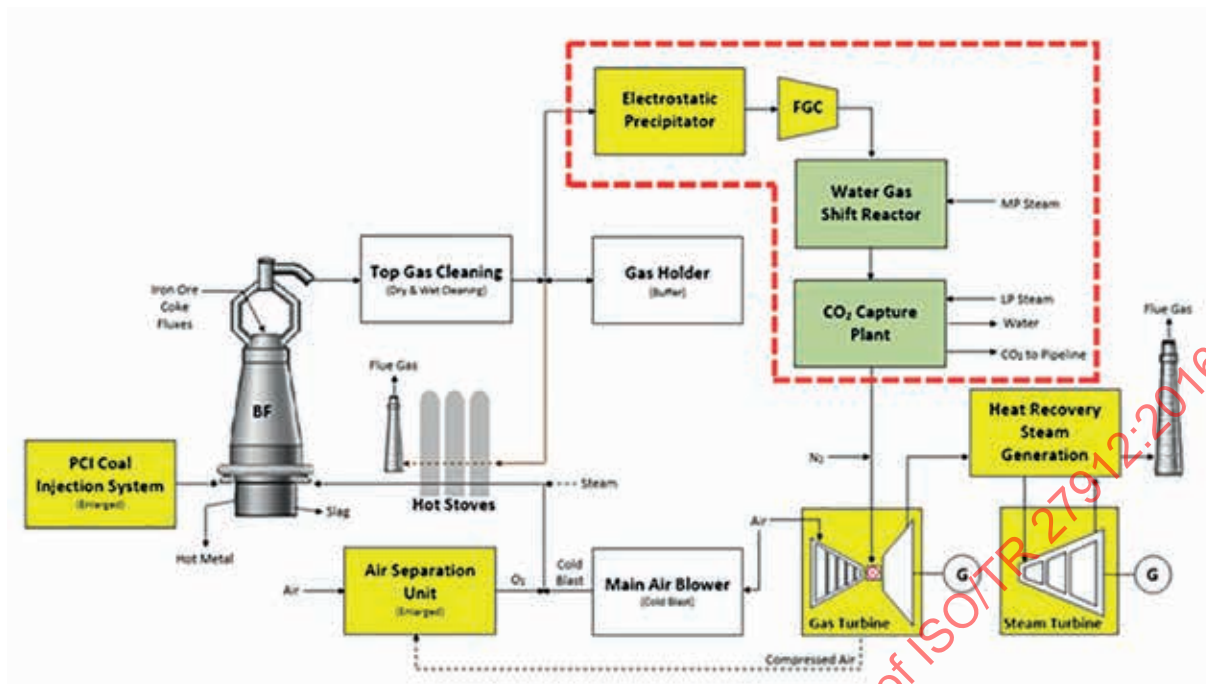 Electrostatic
Precipitator
FGC
Water Gas
Shift Reactor
MP Steam
Top Gas Cleaning
(Dry & Wet Cleaning)
Gas Holder
(Buffer)
Iron Ore
Coke
Fluxes
CO₂ Capture
Plant
LP Steam
Water
CO₂ to Pipeline
Flue Gas
Flue Gas
BF
Heat Recovery
Steam
Generation
PCI Coal
Injection System
(Enlarged)
N₂
Steam
Hot Stoves
Slag
Hot Metal
Air
Air Separation
Unit
(Enlarged)
Air
O₂
Cold
Blast
Main Air Blower
(Cold Blast)
G
G
Gas Turbine
Steam Turbine
Compressed Air
of ISO/TR 27912:2016